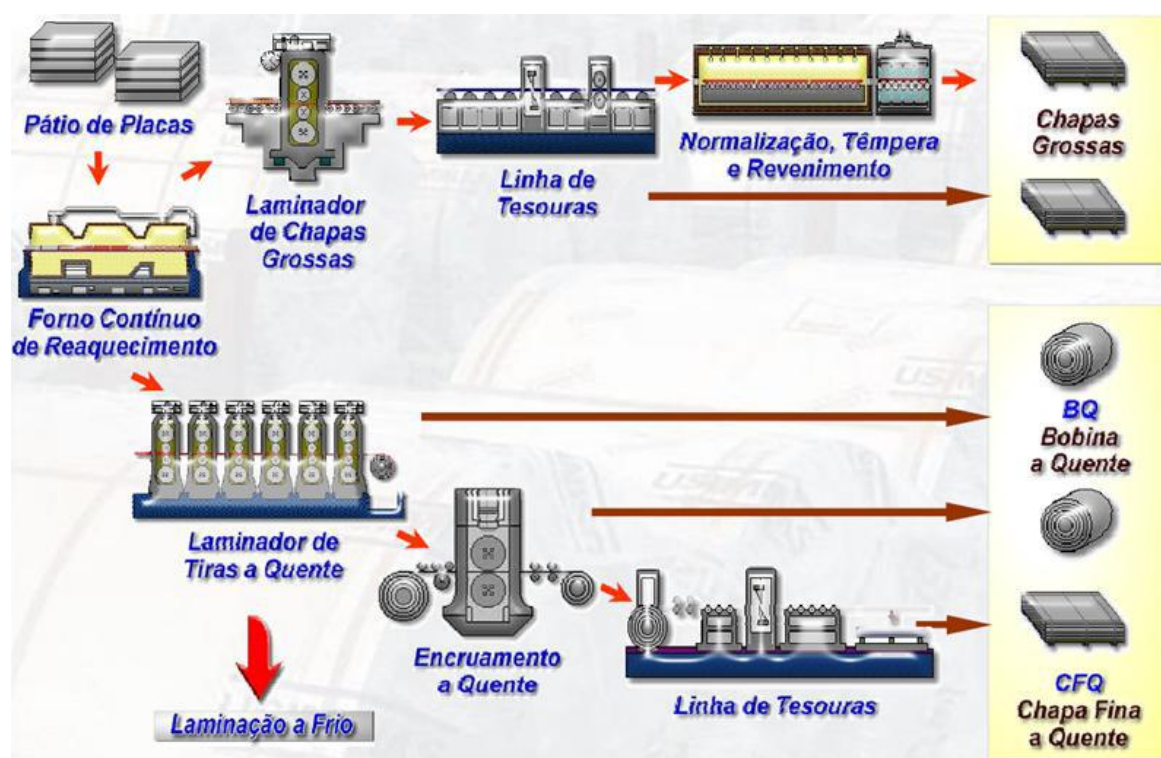 Pátio de Placas
Forno Contínuo
de Reaquecimento
Laminador
de Chapas
Grossas
Linha de
Tesouras
Normalização, Têmpera
e Revenimento
Chapas
Grossas
Laminador de
Tiras a Quente
Encruamento
a Quente
Linha de Tesouras
Laminação a Frio
BQ
Bobina
a Quente
CFQ
Chapa Fina
a Quente